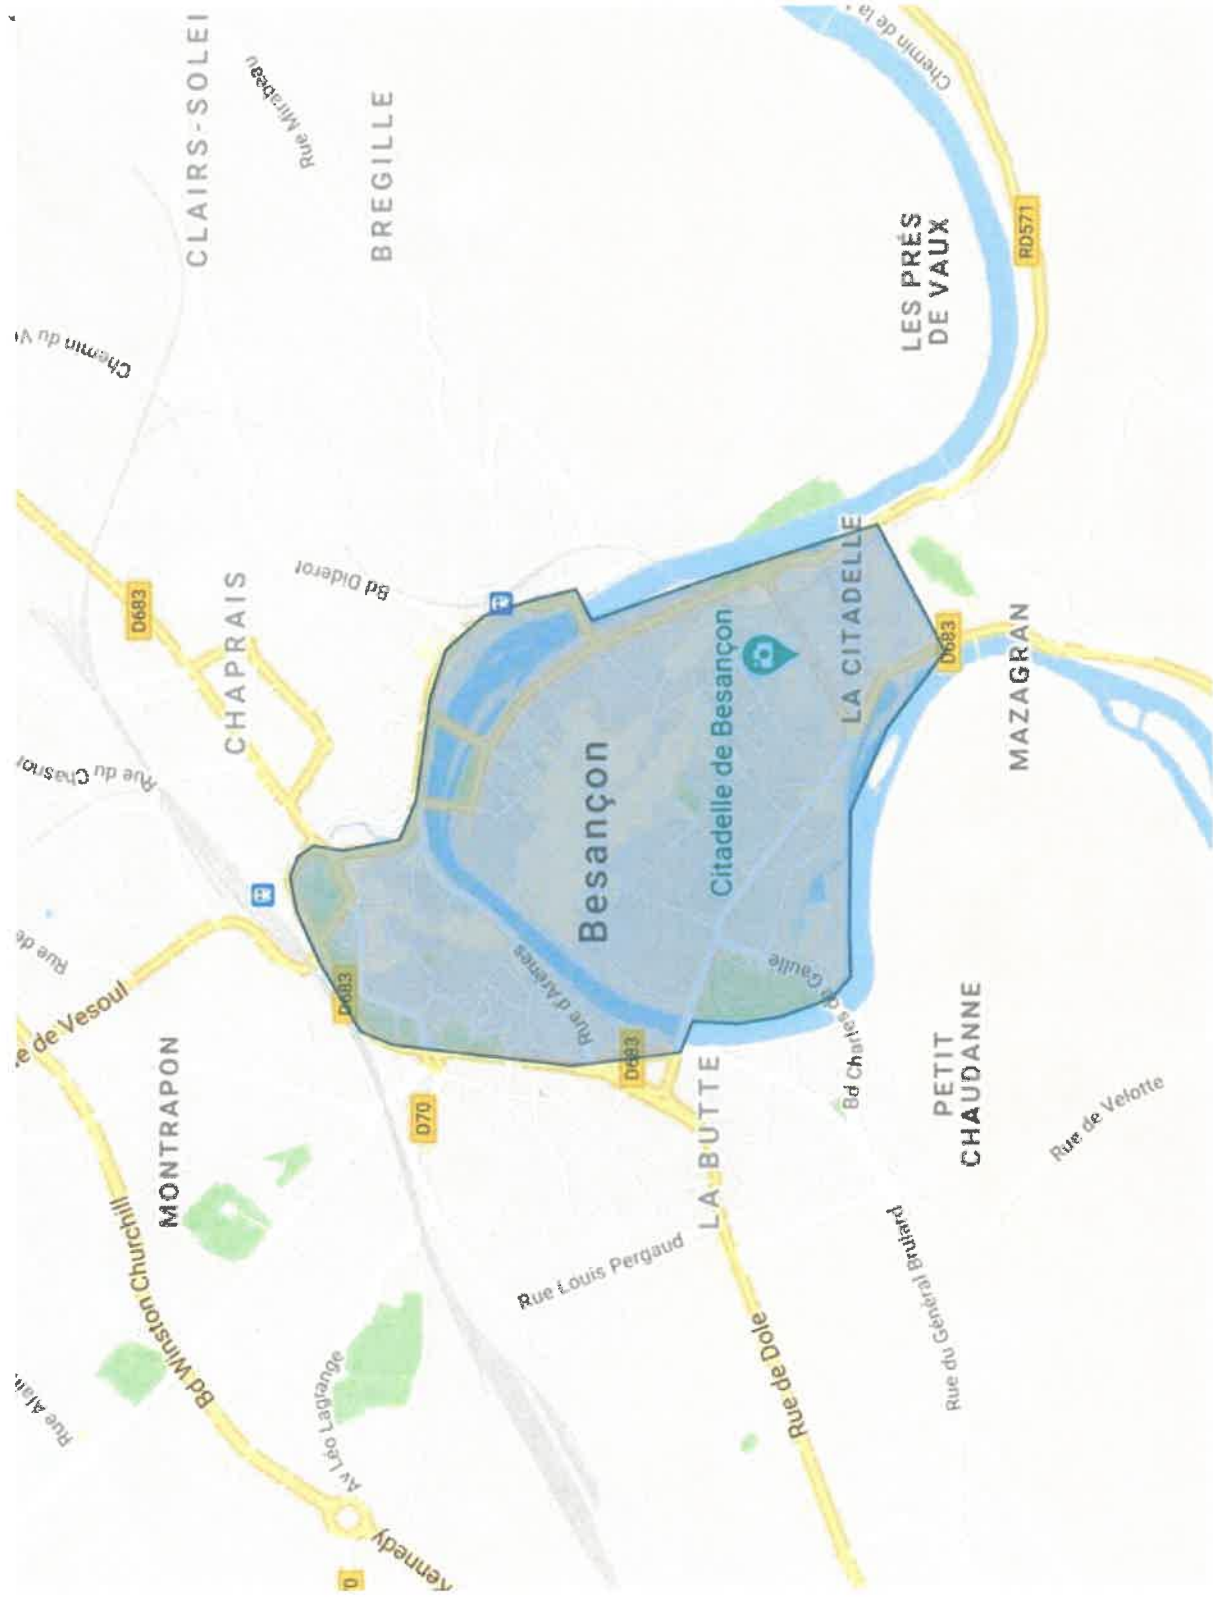 CLAIRS-SOLEI
Rue Mirabeau
BREGILLE
Chemin de la
LES PRÉS
DE VAUX
RD571
Chemin du V
D683
CHAPRAIS
Bd Diderot
Rue du Chasnot
LA CITADELLE
Citadelle de Besançon
Besançon
D683
MAZAGRAN
Rue de
e de Vesoul
D683
Rue d'Arènes
Bd Charles de Gaulle
D683
D70
MONTRAPON
LA BUTTE
PETIT
CHAUDANNE
Rue de Velotte
Bd Winston Churchill
Rue Louis Pergaud
Rue du Général Brulard
Rue de Dole
Av Léo Lagrange
Kennedy